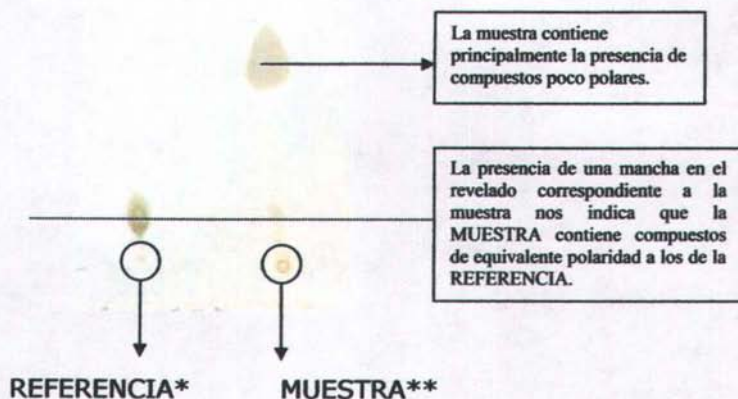 La muestra contiene
principalmente la presencia de
compuestos poco polares.
La presencia de una mancha en el
revelado correspondiente a la
muestra nos indica que la
MUESTRA contiene compuestos
de equivalente polaridad a los de la
REFERENCIA.
REFERENCIA* MUESTRA**